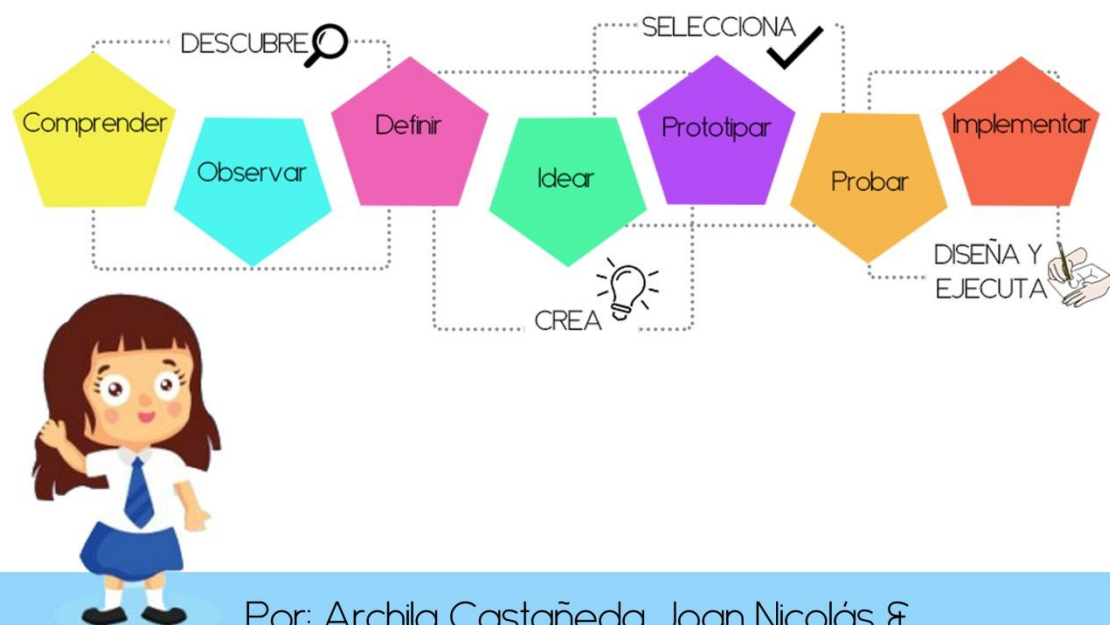 DESCUBRE
SELECCIONA
Comprender
Observar
Definir
Idear
Prototipar
Probar
Implementar
DISEÑA Y
EJECUTA
CREA
Por: Archila Castañeda, Joan Nicolás &